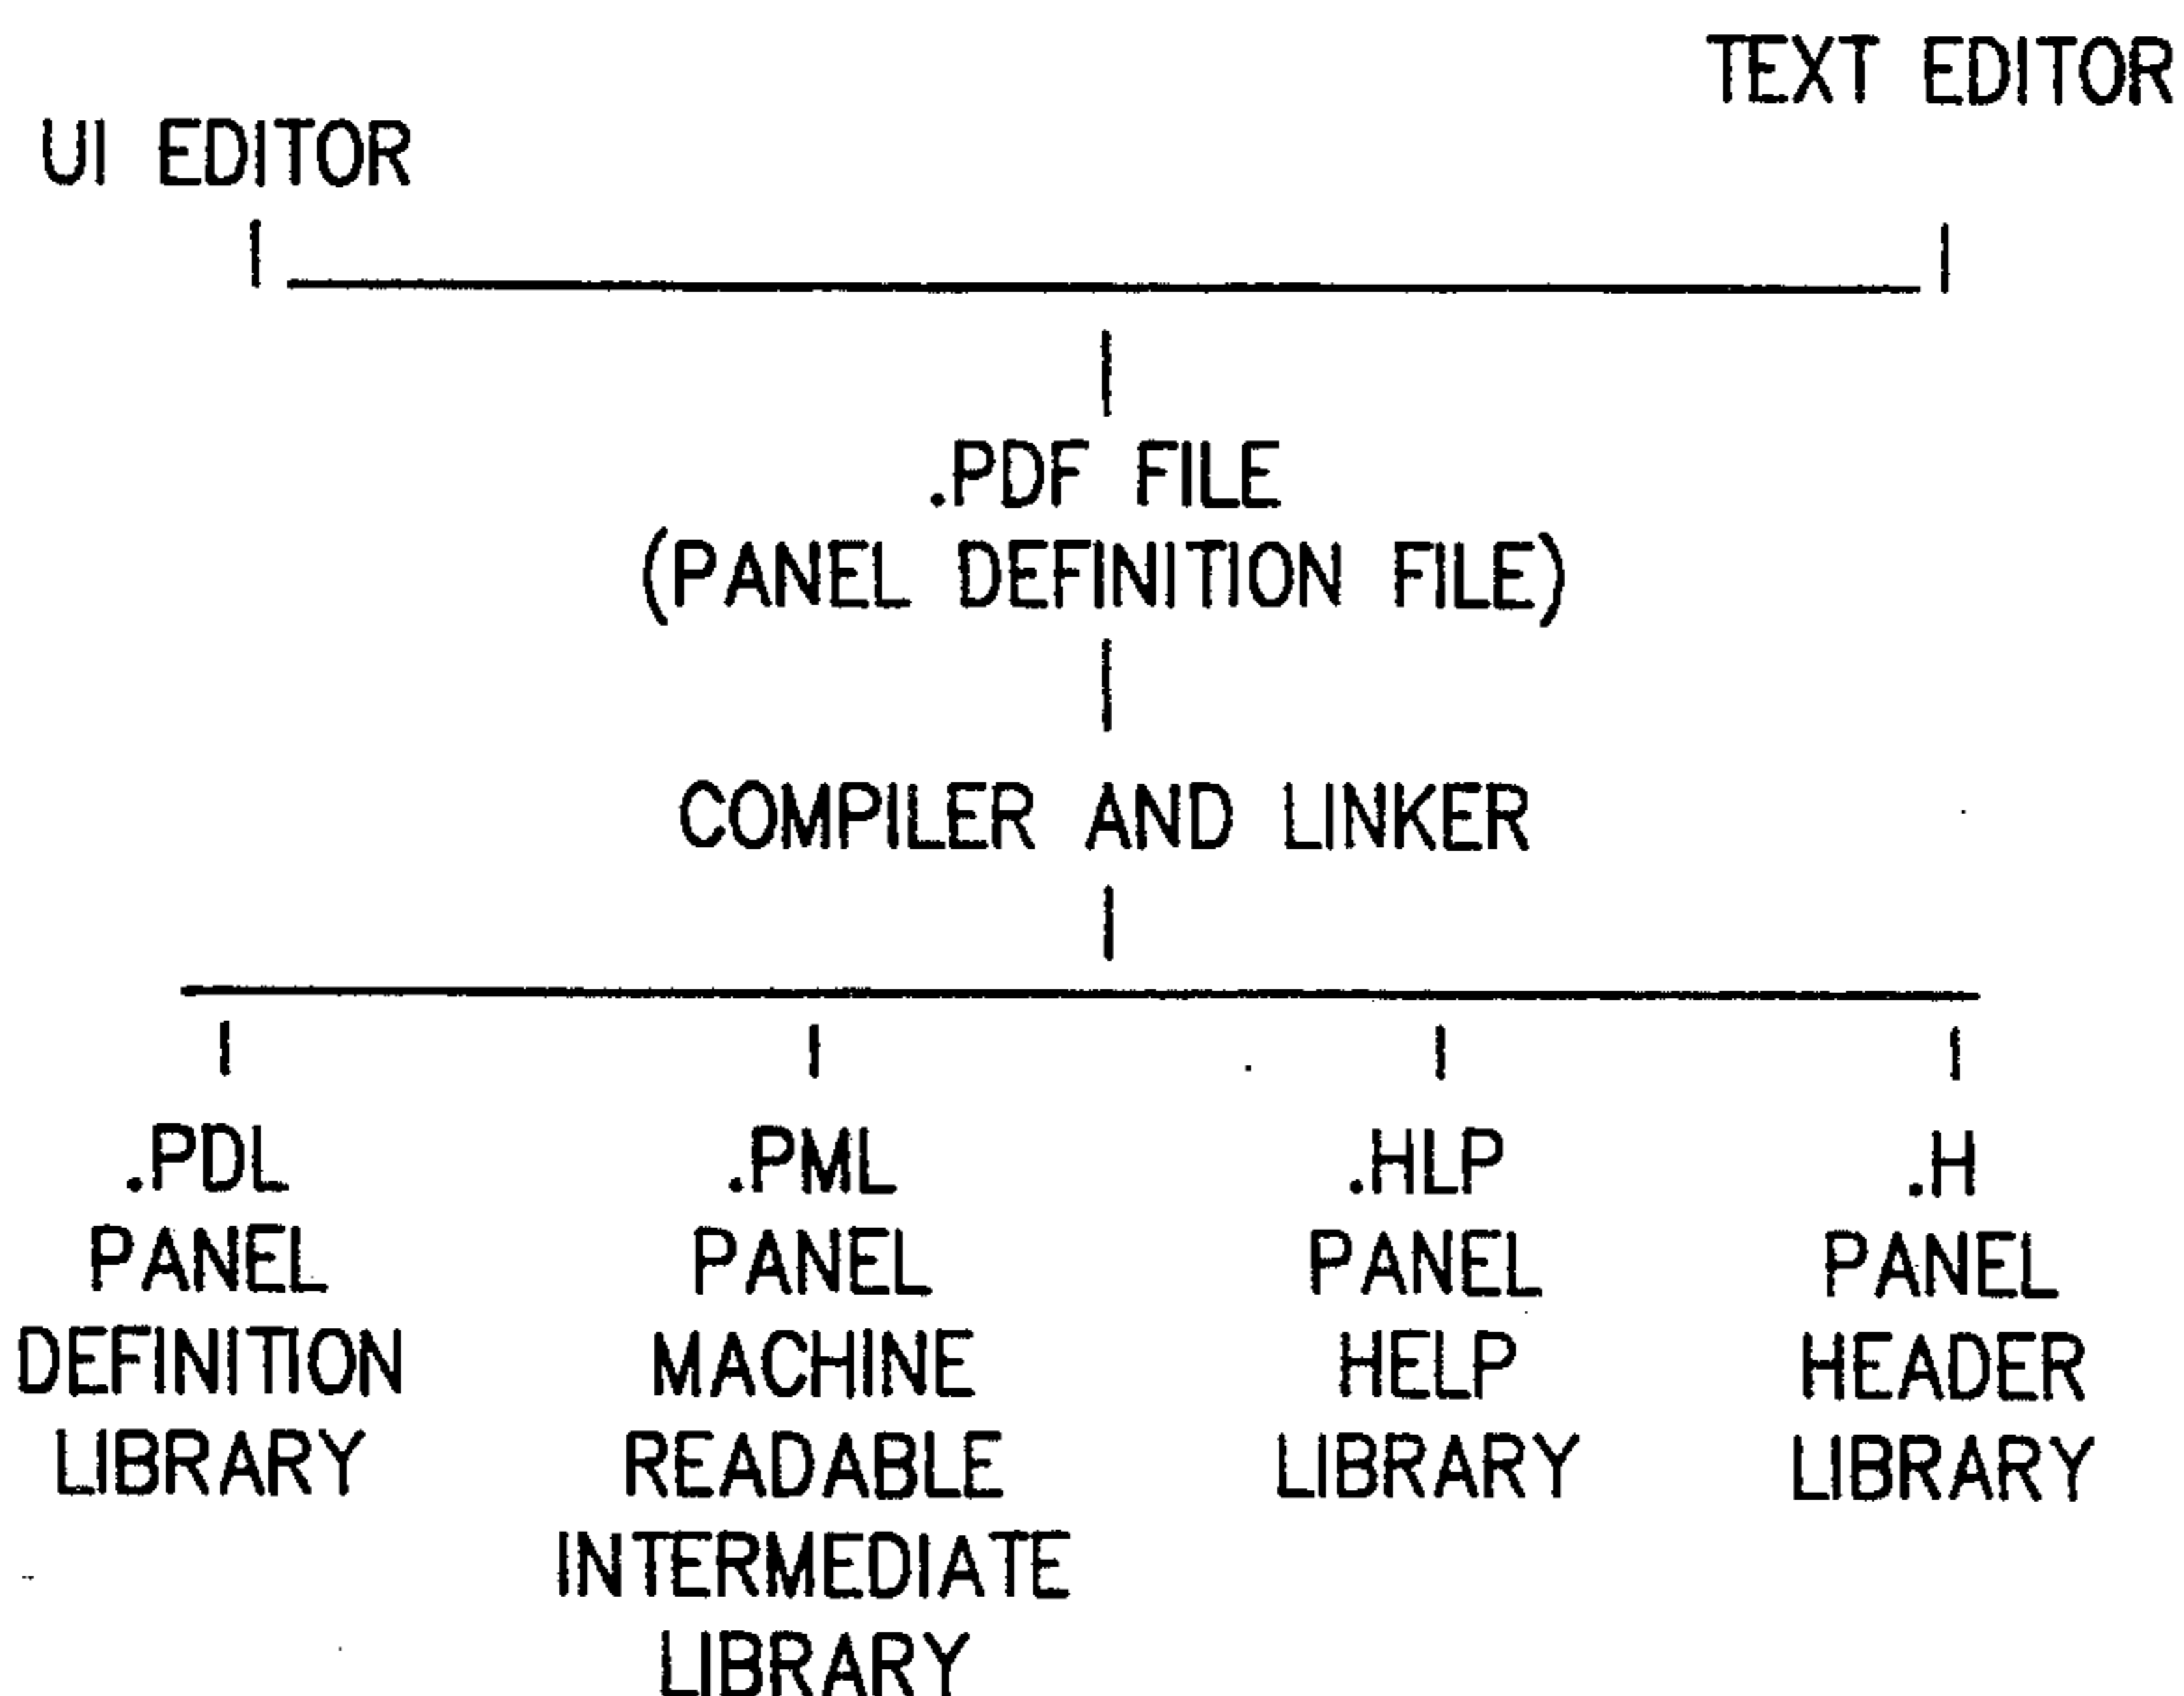 TEXT EDITOR
UI EDITOR
.PDF FILE
(PANEL DEFINITION FILE)
COMPILER AND LINKER
.PDL
PANEL
DEFINITION
LIBRARY
.PML
PANEL
MACHINE
READABLE
INTERMEDIATE
LIBRARY
.HLP
PANEL
HELP
LIBRARY
.H
PANEL
HEADER
LIBRARY